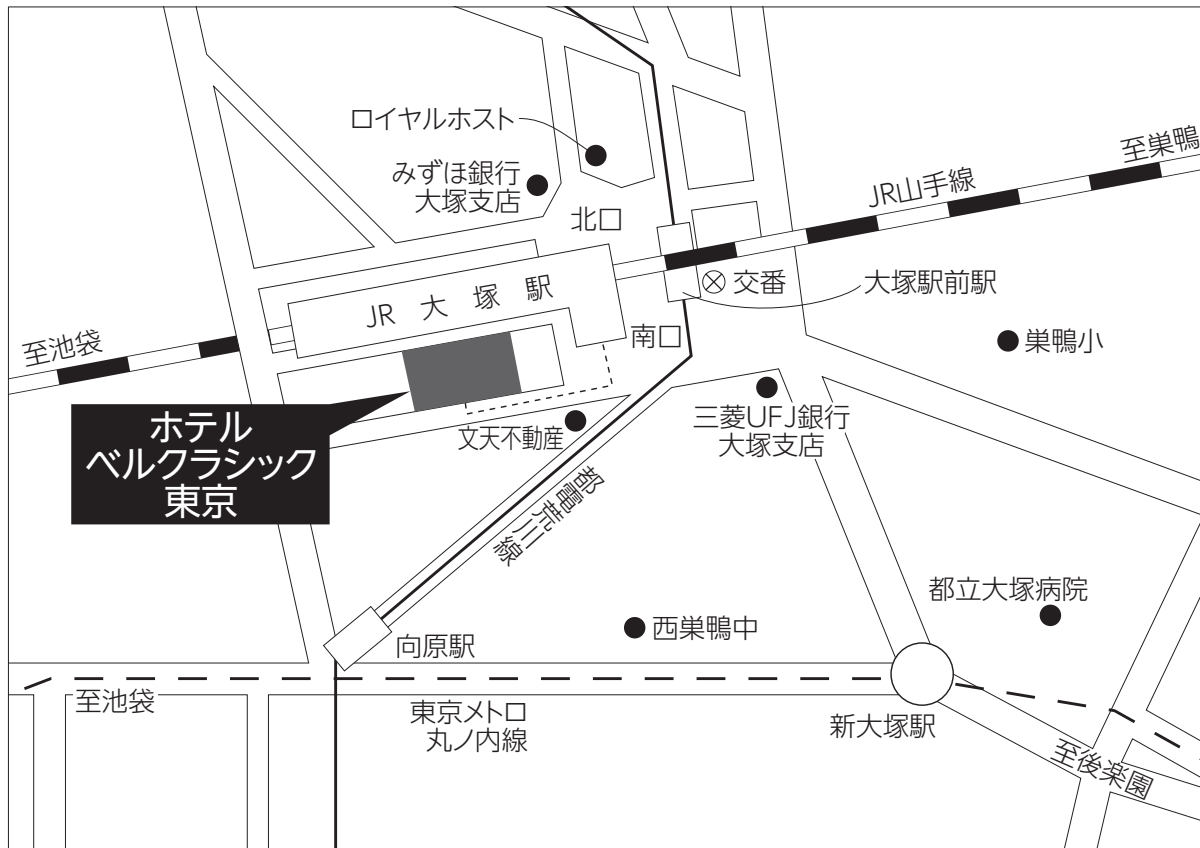 ロイヤルホスト
みずほ銀行
大塚支店
北口
至巣鴨
JR山手線
交番
大塚駅前駅
JR 大 塚 駅
南口
至池袋
巣鴨小
ホテル
ベルクラシック
東京
文天不動産
三菱UFJ銀行
大塚支店
都電荒川線
都立大塚病院
西巣鴨中
向原駅
至池袋
東京メトロ
丸ノ内線
新大塚駅
至後楽園